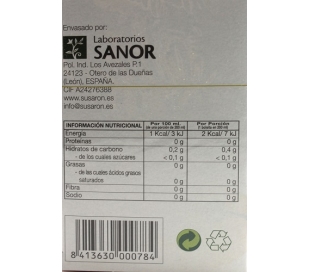 Envasado por:
Laboratorios
SANOR
Pol. Ind. Los Avezales P.1
24123 - Otero de las Dueñas
(León), ESPAÑA.
CIF A24276388
www.susaron.es
info@susaron.es
INFORMACIÓN NUTRICIONAL Por 100 ml. Por Porción
Energía 1 Kcal/ 3 kJ 2 Kcal/ 7 kJ
Proteínas 0 g 0 g
Hidratos de carbono 0,2 g 0,4 g
- de los cuales azúcares < 0,1 g < 0,1 g
Grasas 0 g 0 g
- de las cuales ácidos grasos
saturados 0 g 0 g
Fibra 0 g 0 g
Sodio 0 g 0 g
8 413630 000784